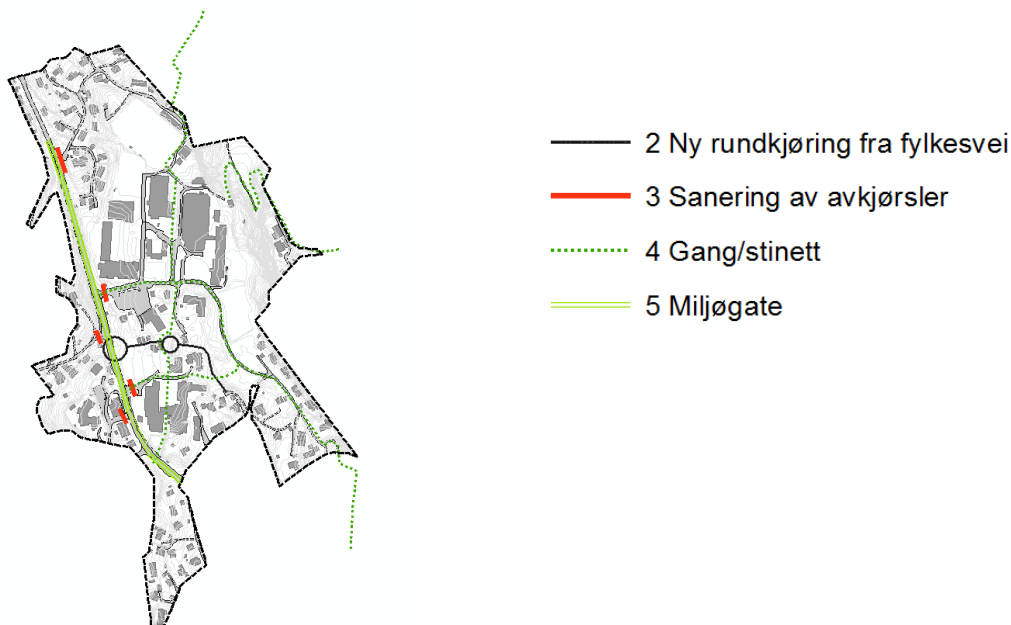 2 Ny rundkjøring fra fylkesvei
3 Sanering av avkjørsler
4 Gang/stinett
5 Miljøgate